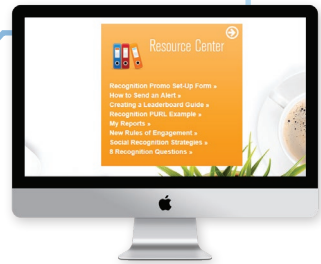 Resource Center
Recognition Promo Set-Up Form »
How to Send an Alert »
Creating a Leaderboard Guide »
Recognition PURL Example »
My Reports »
New Rules of Engagement »
Social Recognition Strategies »
8 Recognition Questions »